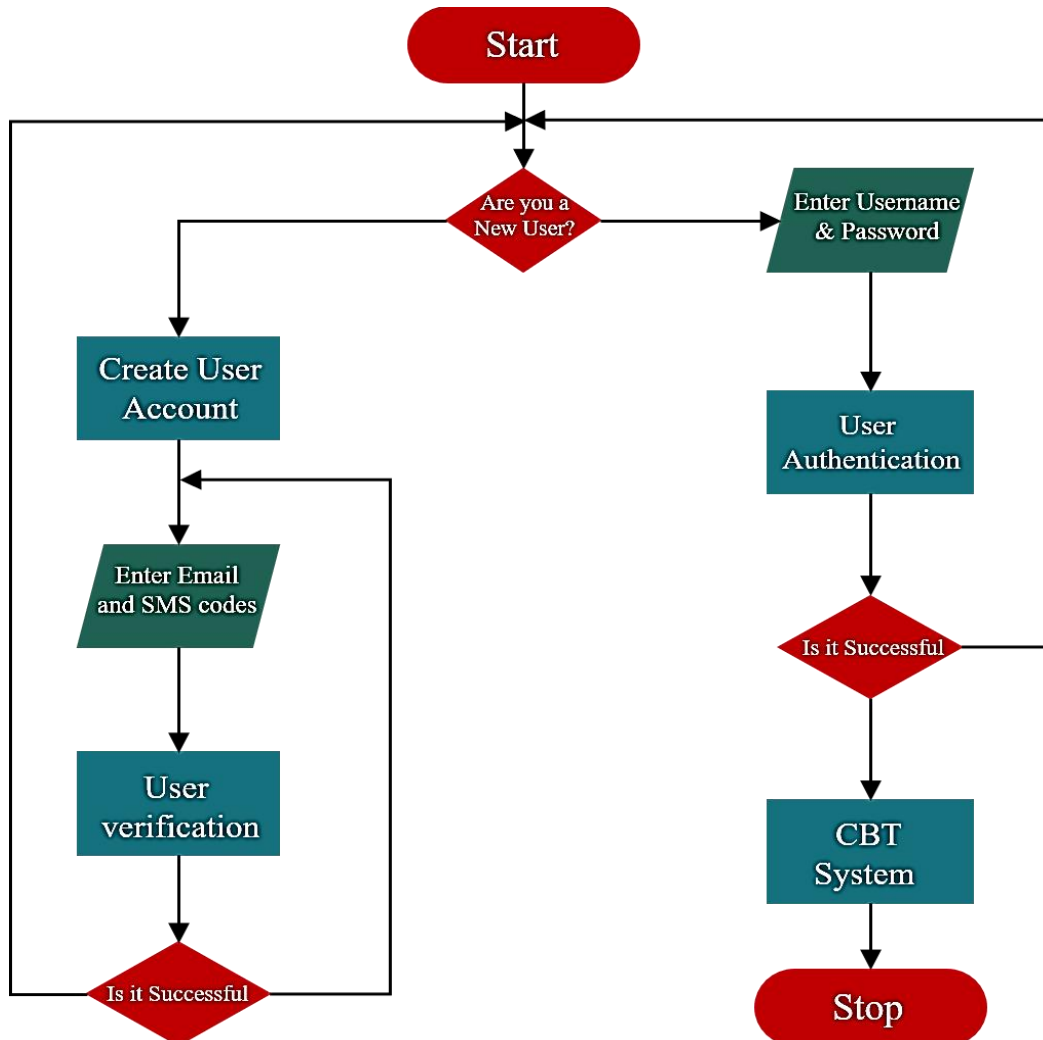 Start
Are you a
New User?
Enter Username
& Password
Create User
Account
User
Authentication
Enter Email
and SMS codes
Is it Successful
User
verification
CBT
System
Is it Successful
Stop